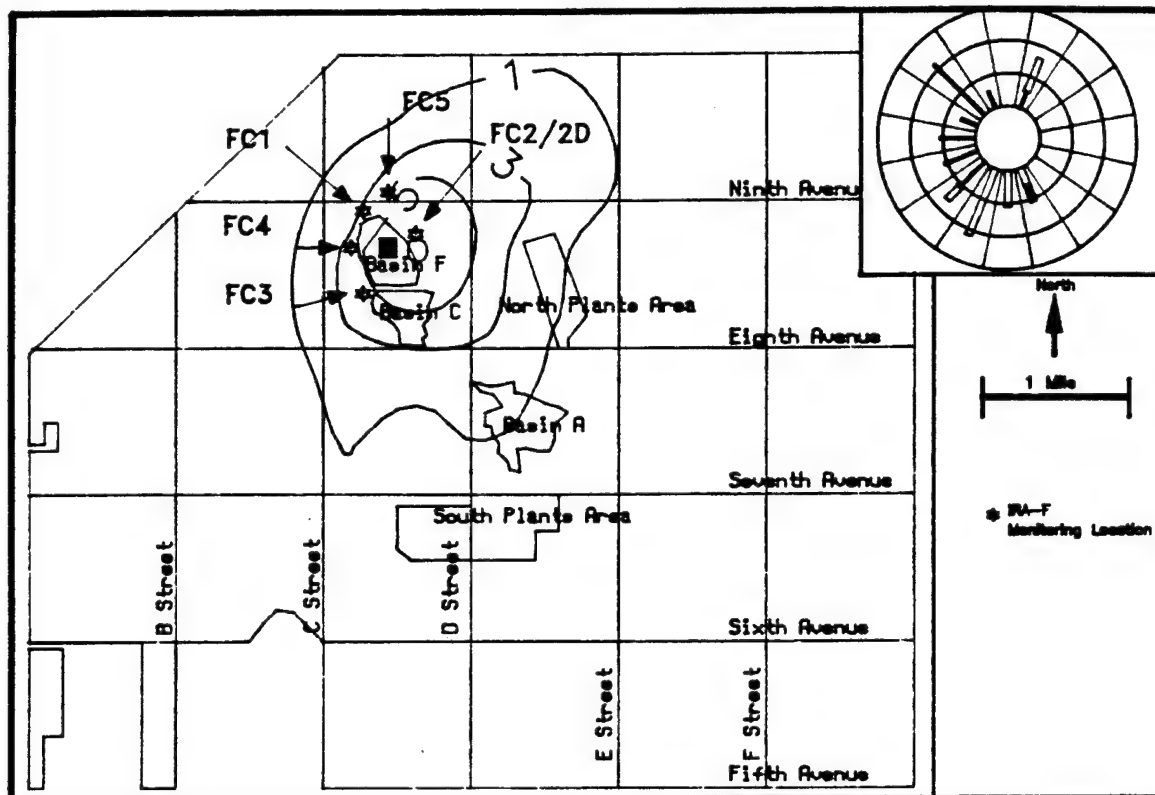 1
FC5
FC1
FC2/2D
3
Ninth Avenue
FC4
Basin F
FC3
Basin C
North Plants Area
Eighth Avenue
North
1 Mile
Basin A
Seventh Avenue
South Plants Area
IRA-F
Monitoring Location
B Street
C Street
D Street
Sixth Avenue
E Street
F Street
Fifth Avenue